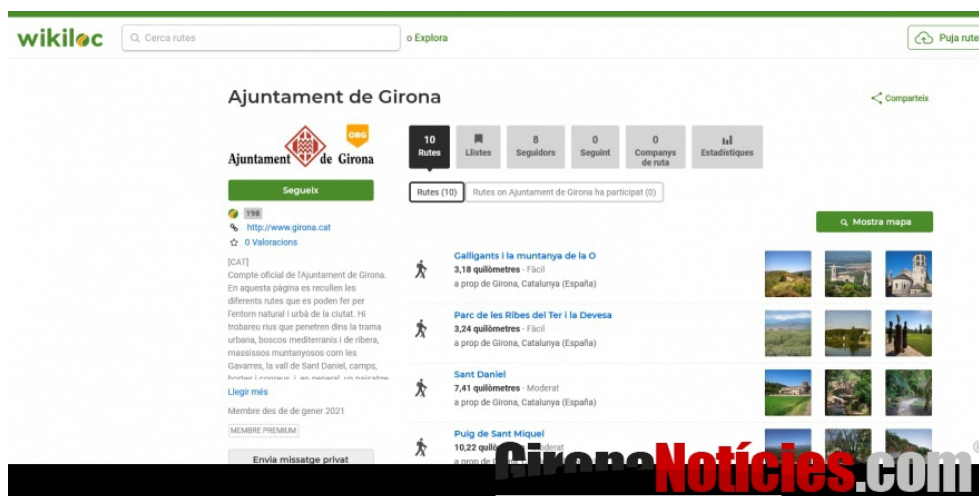 wikiloc
Cerca rutes
o Explora
Puja rute
Ajuntament de Girona
Comparteix
ORG
Ajuntament de Girona
Segueix
198
http://www.girona.cat
0 Valoracions
[CAT]
Compte oficial de l'Ajuntament de Girona.
En aquesta pàgina es recullen les
diferents rutes que es poden fer per
l'entorn natural i urbà de la ciutat. Hi
trobareu rius que penetren dins la trama
urbana, boscos mediterranis i de ribera,
massissos muntanyosos com les
Gavarres, la vall de Sant Daniel, camps,
Llegir més
Membre des de de gener 2021
MEMBRE PREMIUM
Envia missatge privat
10
Rutes
Llistes
8
Seguidors
0
Seguint
0
Companys
de ruta
Estadístiques
Rutes (10)
Rutes on Ajuntament de Girona ha participat (0)
Mostra mapa
Galligants i la muntanya de la O
3,18 quilòmetres - Fàcil
a prop de Girona, Catalunya (España)
Parc de les Ribes del Ter i la Devesa
3,24 quilòmetres - Fàcil
a prop de Girona, Catalunya (España)
Sant Daniel
7,41 quilòmetres - Moderat
a prop de Girona, Catalunya (España)
Puig de Sant Miquel
10,22
a prop de
GironaNotícies.com